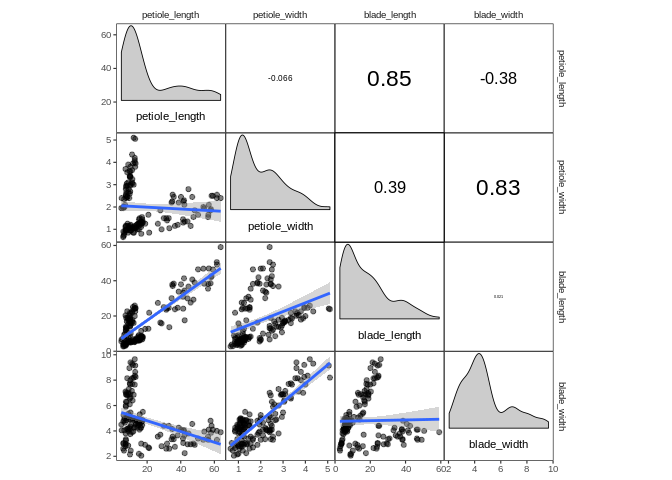 petiole_length petiole_width blade_length blade_width
60
40
20
petiole_length
-0.066
0.85
-0.38
petiole_length
5
4
3
2
1
petiole_width
0.39
0.83
petiole_width
60
40
20
0
blade_length
blade_length
10
8
6
4
2
blade_width
blade_width
20 40 60 1 2 3 4 5 0 20 40 60 2 4 6 8 10